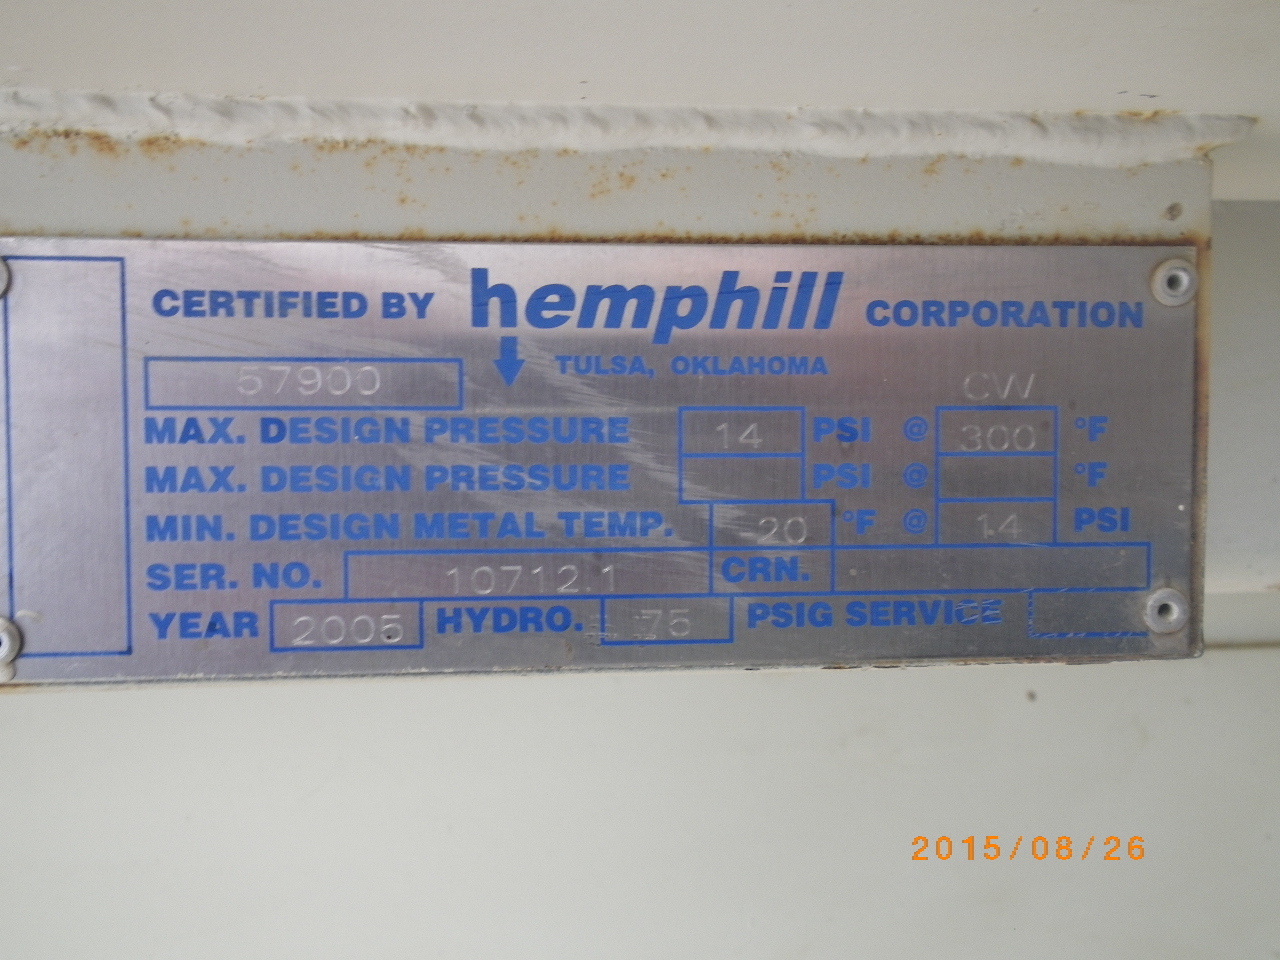 CERTIFIED BY hemphill CORPORATION
TULSA, OKLAHOMA
57900
CW
MAX. DESIGN PRESSURE 14 PSI @ 300 °F
MAX. DESIGN PRESSURE PSI @ °F
MIN. DESIGN METAL TEMP. -20 °F @ 14 PSI
SER. NO. 10712.1 CRN.
YEAR 2005 HYDRO. 75 PSIG SERVICE
2015/08/26